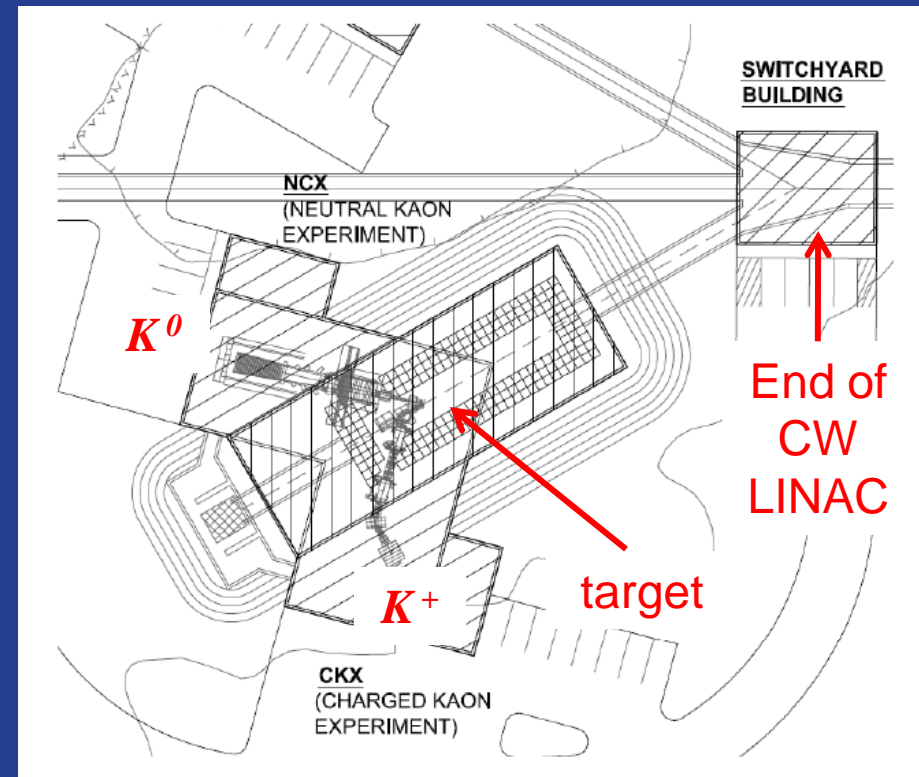 SWITCHYARD
BUILDING
NCX
(NEUTRAL KAON
EXPERIMENT)
K⁰
End of
CW
LINAC
target
K⁺
CKX
(CHARGED KAON
EXPERIMENT)